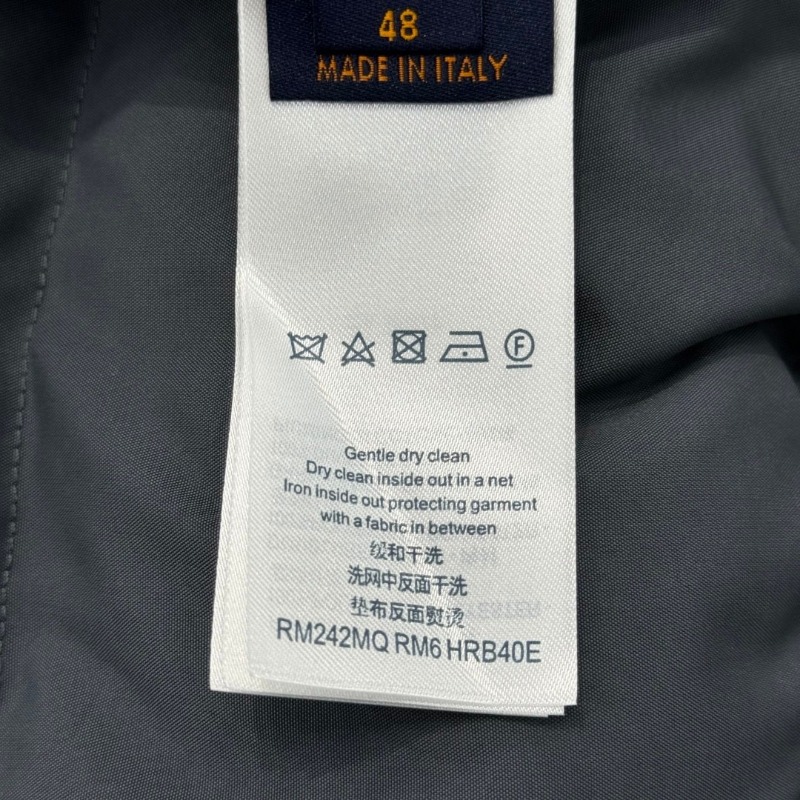 48
MADE IN ITALY
F
Gentle dry clean
Dry clean inside out in a net
Iron inside out protecting garment
with a fabric in between
缓和干洗
洗网中反面干洗
垫布反面熨烫
RM242MQ RM6 HRB40E